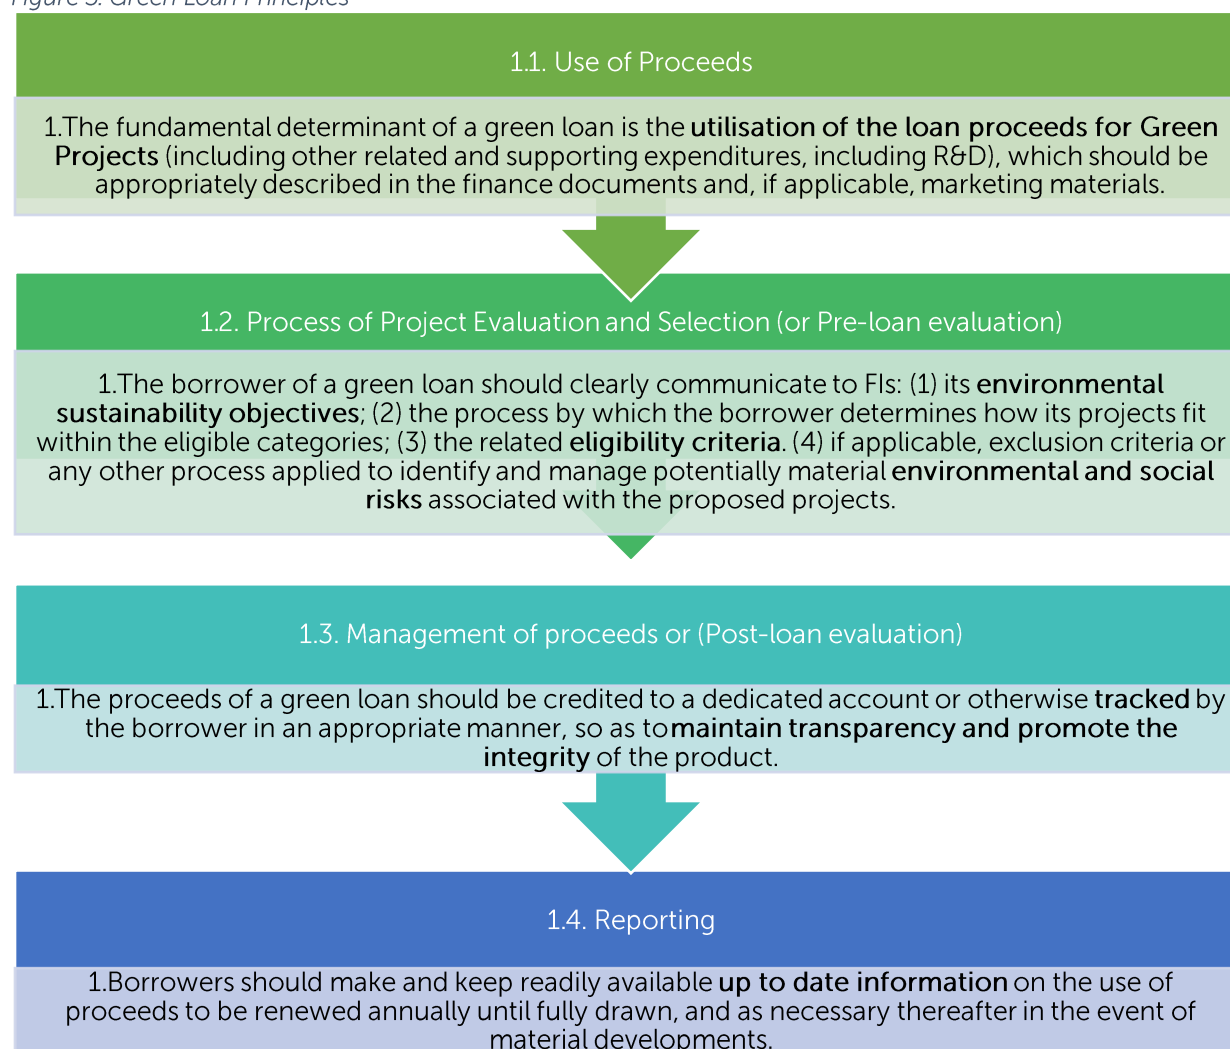 Figure 3. Green Loan Principles
1.1. Use of Proceeds
1.The fundamental determinant of a green loan is the utilisation of the loan proceeds for Green
Projects (including other related and supporting expenditures, including R&D), which should be
appropriately described in the finance documents and, if applicable, marketing materials.
1.2. Process of Project Evaluation and Selection (or Pre-loan evaluation)
1.The borrower of a green loan should clearly communicate to FIs: (1) its environmental
sustainability objectives; (2) the process by which the borrower determines how its projects fit
within the eligible categories; (3) the related eligibility criteria. (4) if applicable, exclusion criteria or
any other process applied to identify and manage potentially material environmental and social
risks associated with the proposed projects.
1.3. Management of proceeds or (Post-loan evaluation)
1.The proceeds of a green loan should be credited to a dedicated account or otherwise tracked by
the borrower in an appropriate manner, so as to maintain transparency and promote the
integrity of the product.
1.4. Reporting
1.Borrowers should make and keep readily available up to date information on the use of
proceeds to be renewed annually until fully drawn, and as necessary thereafter in the event of
material developments.